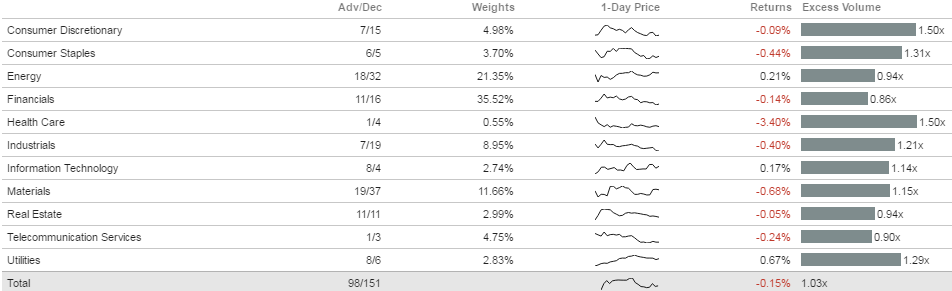 Adv/Dec Weights 1-Day Price Returns Excess Volume
Consumer Discretionary 7/15 4.98% -0.09% 1.50x
Consumer Staples 6/5 3.70% -0.44% 1.31x
Energy 18/32 21.35% 0.21% 0.94x
Financials 11/16 35.52% -0.14% 0.86x
Health Care 1/4 0.55% -3.40% 1.50x
Industrials 7/19 8.95% -0.40% 1.21x
Information Technology 8/4 2.74% 0.17% 1.14x
Materials 19/37 11.66% -0.68% 1.15x
Real Estate 11/11 2.99% -0.05% 0.94x
Telecommunication Services 1/3 4.75% -0.24% 0.90x
Utilities 8/6 2.83% 0.67% 1.29x
Total 98/151 -0.15% 1.03x